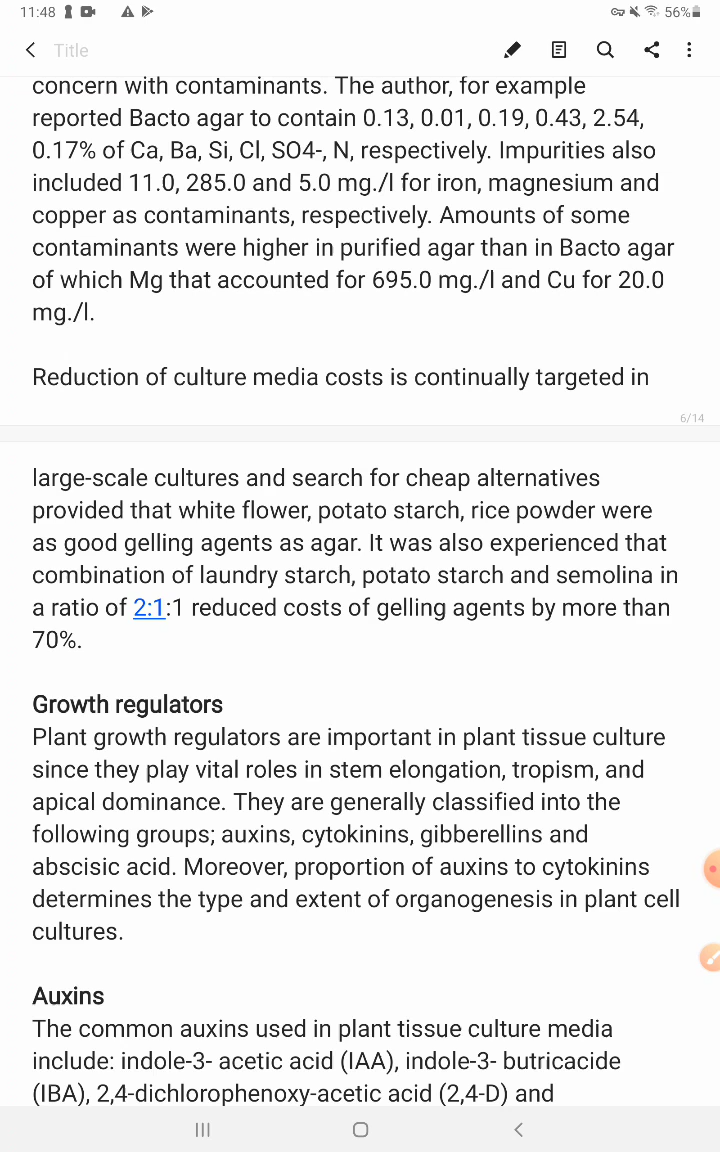 11:48
56%
Title
concern with contaminants. The author, for example
reported Bacto agar to contain 0.13, 0.01, 0.19, 0.43, 2.54,
0.17% of Ca, Ba, Si, Cl, SO4-, N, respectively. Impurities also
included 11.0, 285.0 and 5.0 mg./l for iron, magnesium and
copper as contaminants, respectively. Amounts of some
contaminants were higher in purified agar than in Bacto agar
of which Mg that accounted for 695.0 mg./l and Cu for 20.0
mg./l.
Reduction of culture media costs is continually targeted in
6/14
large-scale cultures and search for cheap alternatives
provided that white flower, potato starch, rice powder were
as good gelling agents as agar. It was also experienced that
combination of laundry starch, potato starch and semolina in
a ratio of 2:1:1 reduced costs of gelling agents by more than
70%.
Growth regulators
Plant growth regulators are important in plant tissue culture
since they play vital roles in stem elongation, tropism, and
apical dominance. They are generally classified into the
following groups; auxins, cytokinins, gibberellins and
abscisic acid. Moreover, proportion of auxins to cytokinins
determines the type and extent of organogenesis in plant cell
cultures.
Auxins
The common auxins used in plant tissue culture media
include: indole-3- acetic acid (IAA), indole-3- butricacide
(IBA), 2,4-dichlorophenoxy-acetic acid (2,4-D) and